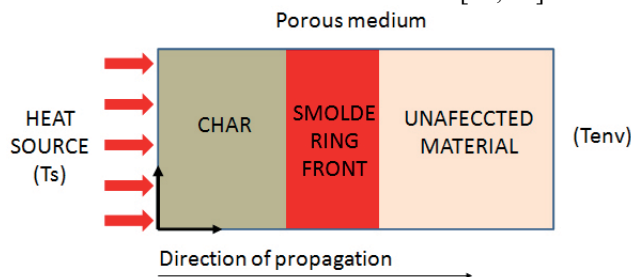 Porous medium
HEAT
SOURCE
(Ts)
CHAR
SMOLDE
RING
FRONT
UNAFECCTED
MATERIAL
(Tenv)
Direction of propagation